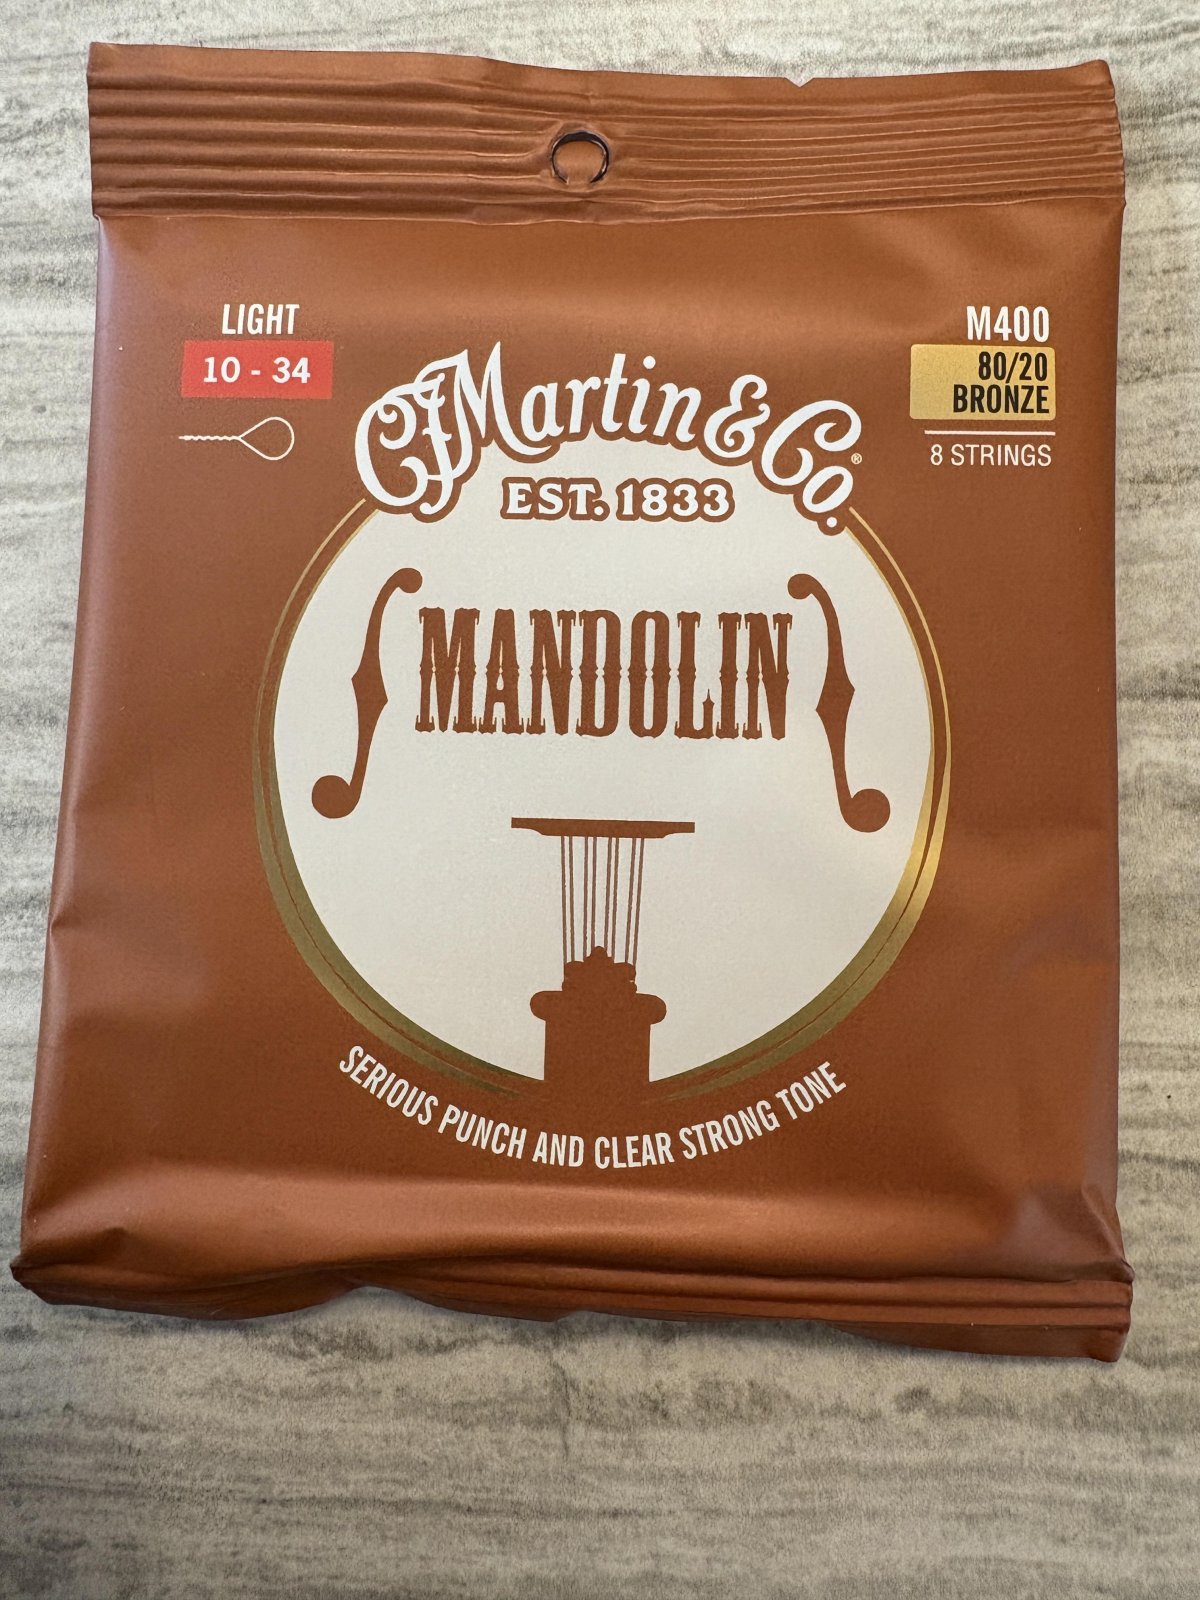 LIGHT
10 - 34
M400
80/20
BRONZE
8 STRINGS
CFMartin & Co.®
EST. 1833
MANDOLIN
SERIOUS PUNCH AND CLEAR STRONG TONE